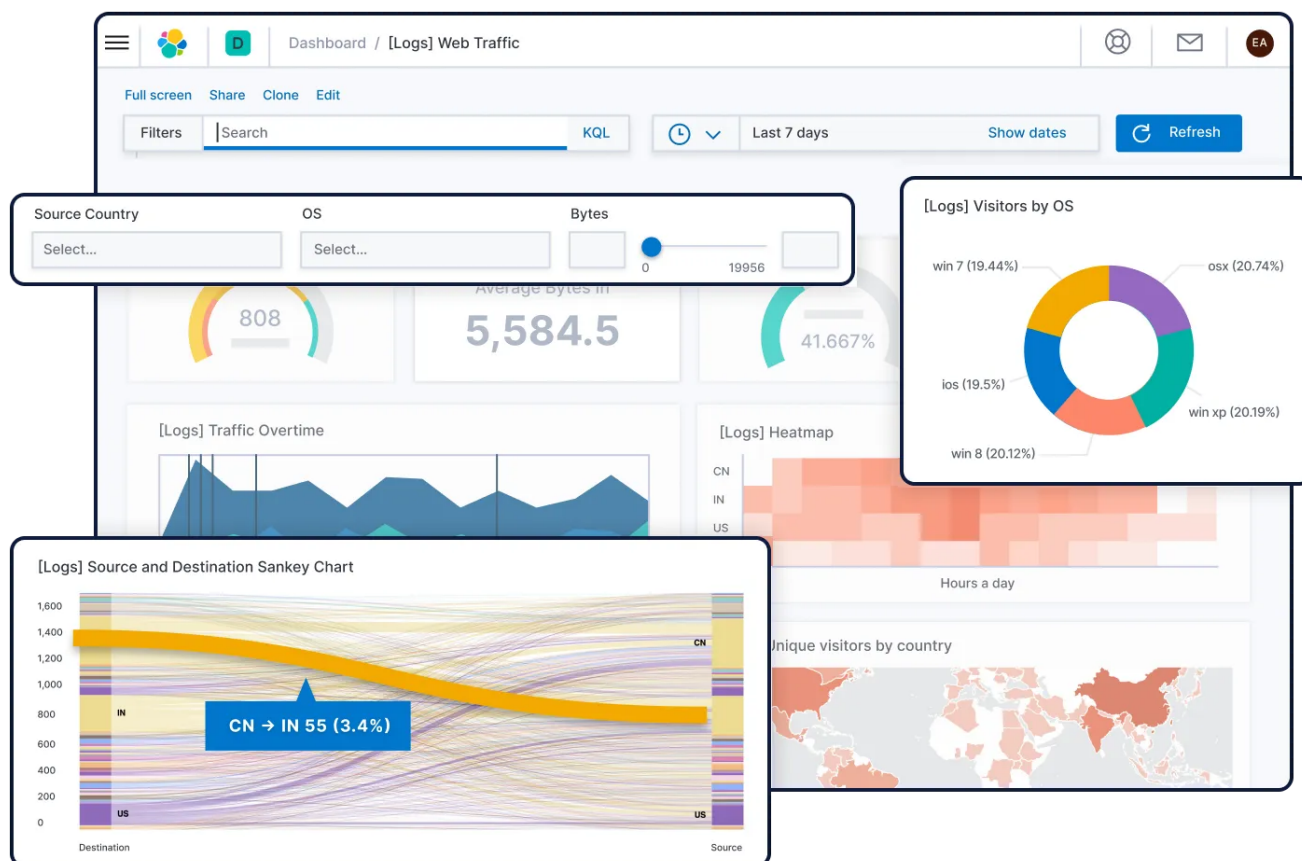 D
Dashboard / [Logs] Web Traffic
EA
Full screen Share Clone Edit
Filters Search KQL
Last 7 days Show dates
Refresh
Source Country OS Bytes
Select... Select...
0 19956
[Logs] Visitors by OS
win 7 (19.44%)
osx (20.74%)
ios (19.5%)
win xp (20.19%)
win 8 (20.12%)
808
Average Bytes In
5,584.5
41.667%
[Logs] Traffic Overtime
[Logs] Heatmap
CN
IN
US
Hours a day
[Logs] Source and Destination Sankey Chart
1,600
1,400
1,200
1,000
800
600
400
200
0
CN
IN
CN → IN 55 (3.4%)
US
US
Destination
Source
visitors by country